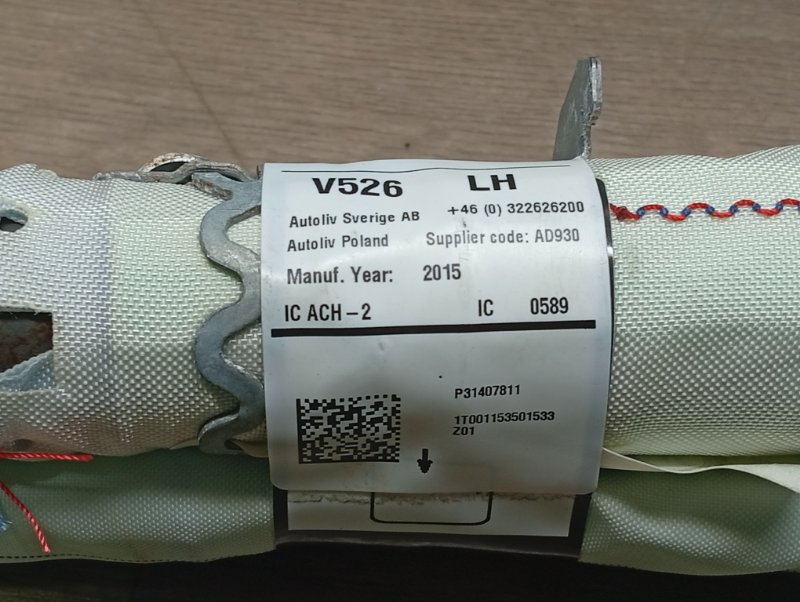 V526 LH
Autoliv Sverige AB +46 (0) 322626200
Autoliv Poland Supplier code: AD930
Manuf. Year: 2015
IC ACH-2 IC 0589
P31407811
1T001153501533
Z01